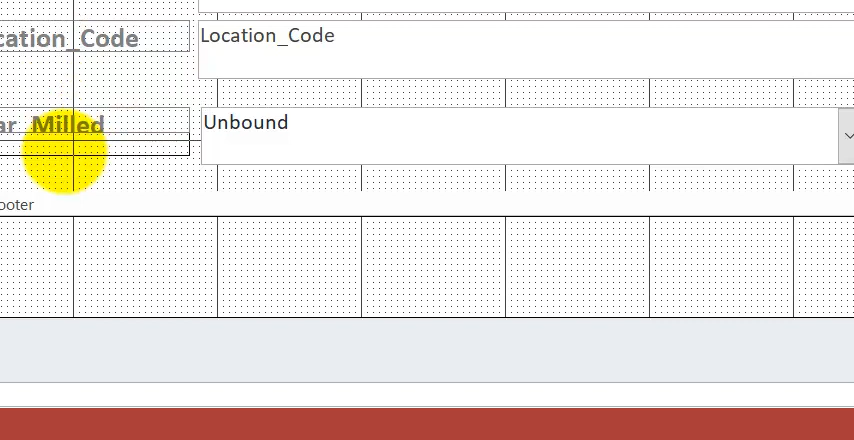 cation_Code
Location_Code
ar_Milled
Unbound
ooter